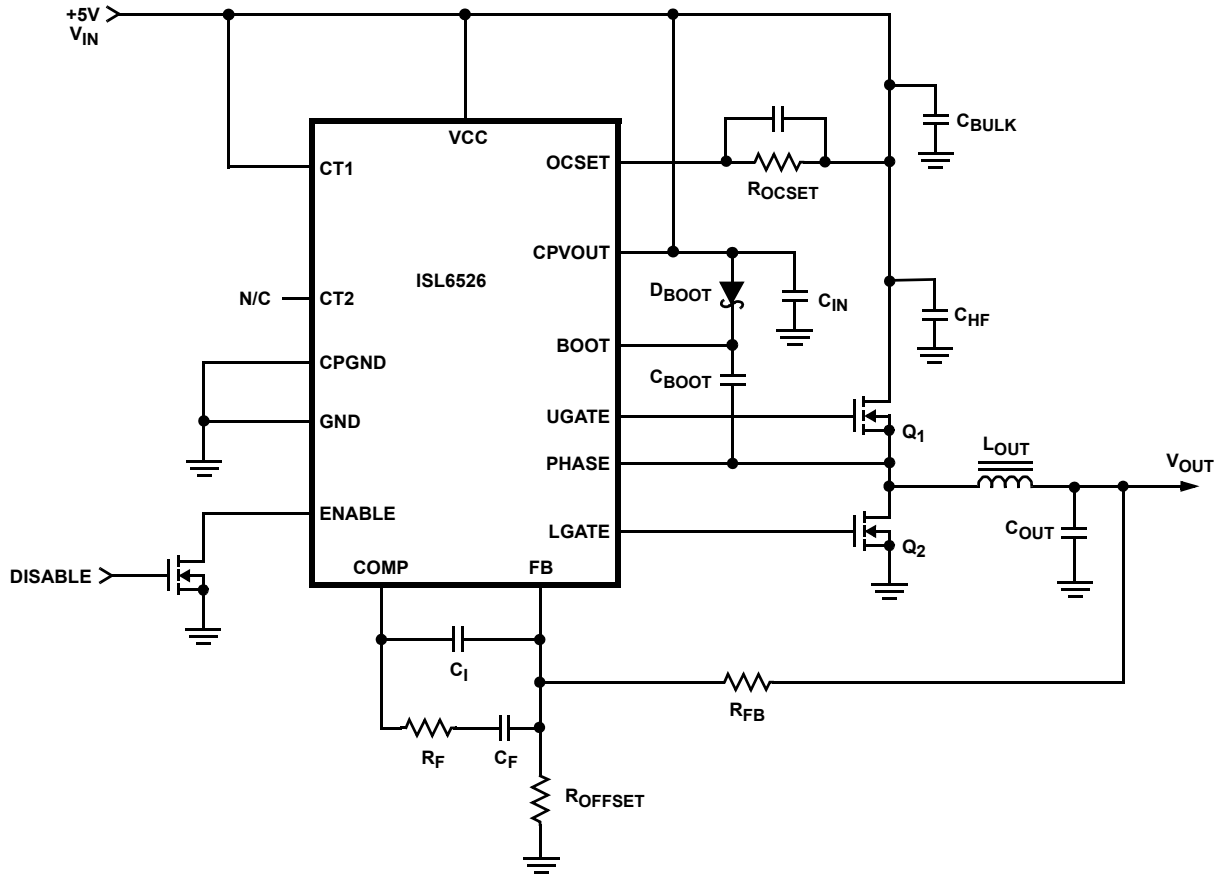 +5V
VIN
VCC
CT1
OCSET
ROCSET
CBULK
CPVOUT
ISL6526
DBOOT
CIN
N/C
CT2
CHF
BOOT
CPGND
CBOOT
GND
UGATE
Q1
PHASE
LOUT
VOUT
ENABLE
LGATE
Q2
COUT
COMP
FB
DISABLE
CI
RFB
RF
CF
ROFFSET